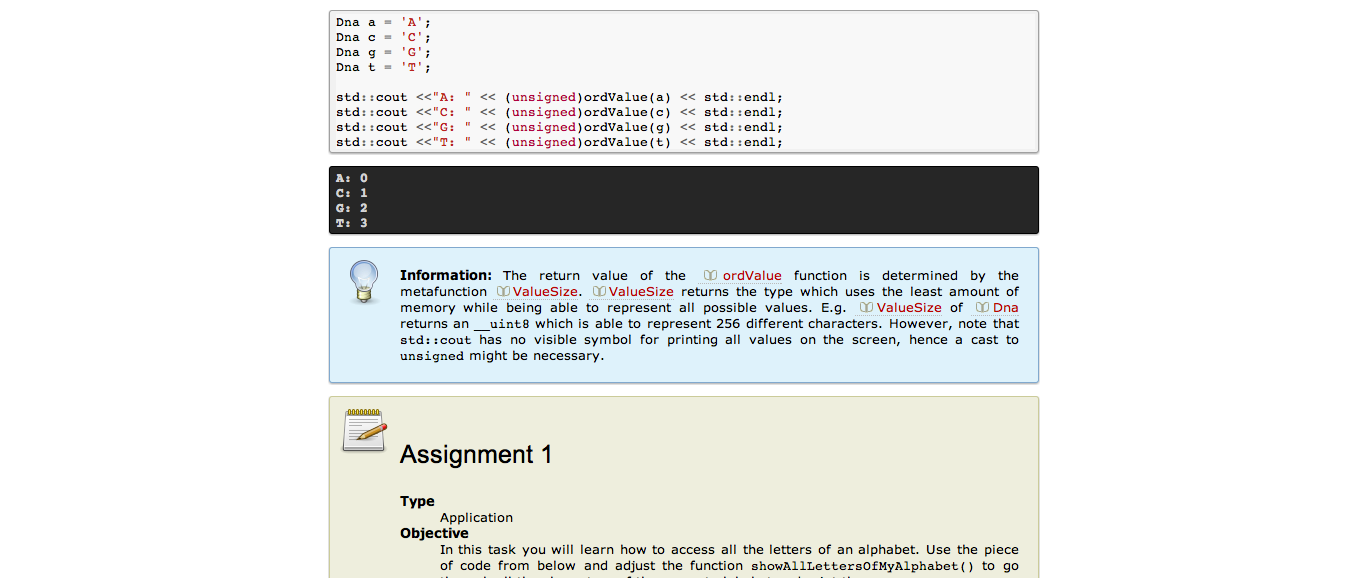 Dna a = 'A';
Dna c = 'C';
Dna g = 'G';
Dna t = 'T';
std::cout <<"A: " << (unsigned)ordValue(a) << std::endl;
std::cout <<"C: " << (unsigned)ordValue(c) << std::endl;
std::cout <<"G: " << (unsigned)ordValue(g) << std::endl;
std::cout <<"T: " << (unsigned)ordValue(t) << std::endl;
A: 0
C: 1
G: 2
T: 3
Information: The return value of the ordValue function is determined by the
metafunction ValueSize. ValueSize returns the type which uses the least amount of
memory while being able to represent all possible values. E.g. ValueSize of Dna
returns an __uint8 which is able to represent 256 different characters. However, note that
std::cout has no visible symbol for printing all values on the screen, hence a cast to
unsigned might be necessary.
Assignment 1
Type
Application
Objective
In this task you will learn how to access all the letters of an alphabet. Use the piece
of code from below and adjust the function showAllLettersOfMyAlphabet() to go